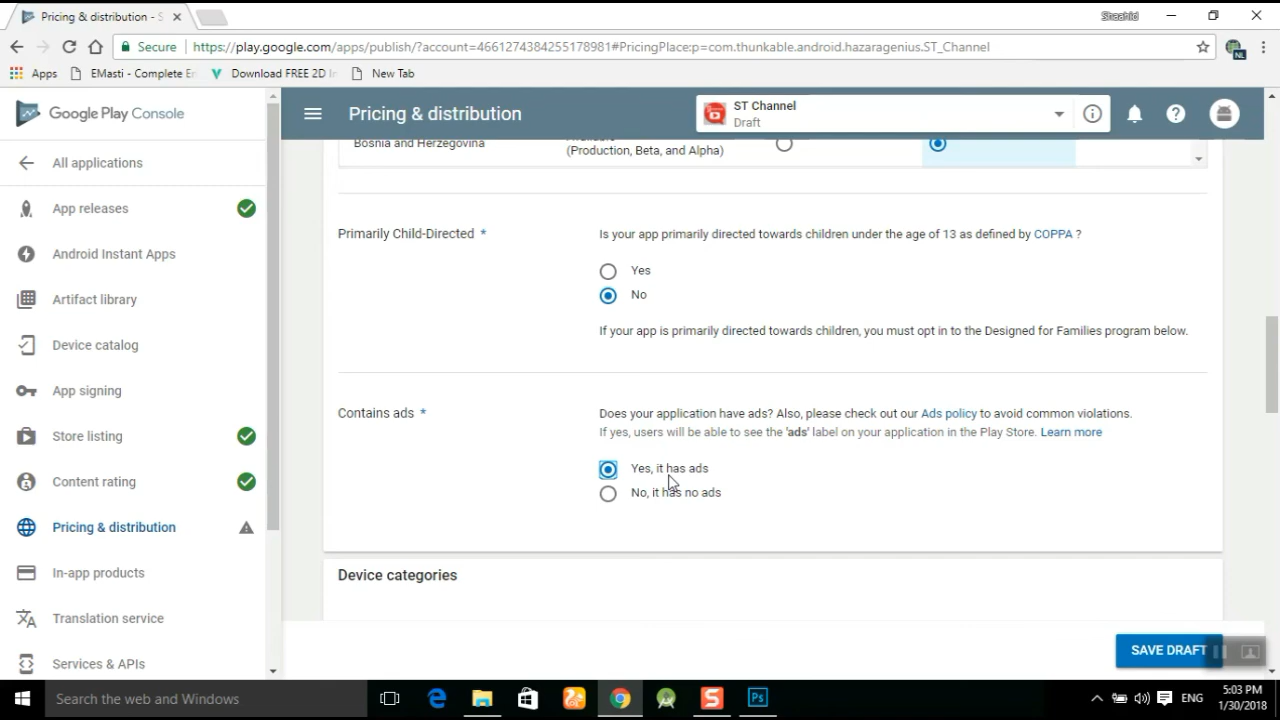 Pricing & distribution - S
Shaahid
Secure
https://play.google.com/apps/publish/?account=4661274384255178981#PricingPlace:p=com.thunkable.android.hazaragenius.ST_Channel
NL
Apps
EMasti - Complete En
Download FREE 2D In
New Tab
Google Play Console
Pricing & distribution
ST Channel
Draft
All applications
App releases
Android Instant Apps
Artifact library
Device catalog
App signing
Store listing
Content rating
Pricing & distribution
In-app products
Translation service
Services & APIs
Bosnia and Herzegovina
(Production, Beta, and Alpha)
Primarily Child-Directed *
Is your app primarily directed towards children under the age of 13 as defined by COPPA ?
Yes
No
If your app is primarily directed towards children, you must opt in to the Designed for Families program below.
Contains ads *
Does your application have ads? Also, please check out our Ads policy to avoid common violations.
If yes, users will be able to see the 'ads' label on your application in the Play Store. Learn more
Yes, it has ads
No, it has no ads
Device categories
SAVE DRAFT
Search the web and Windows
Ps
ENG
5:03 PM
1/30/2018